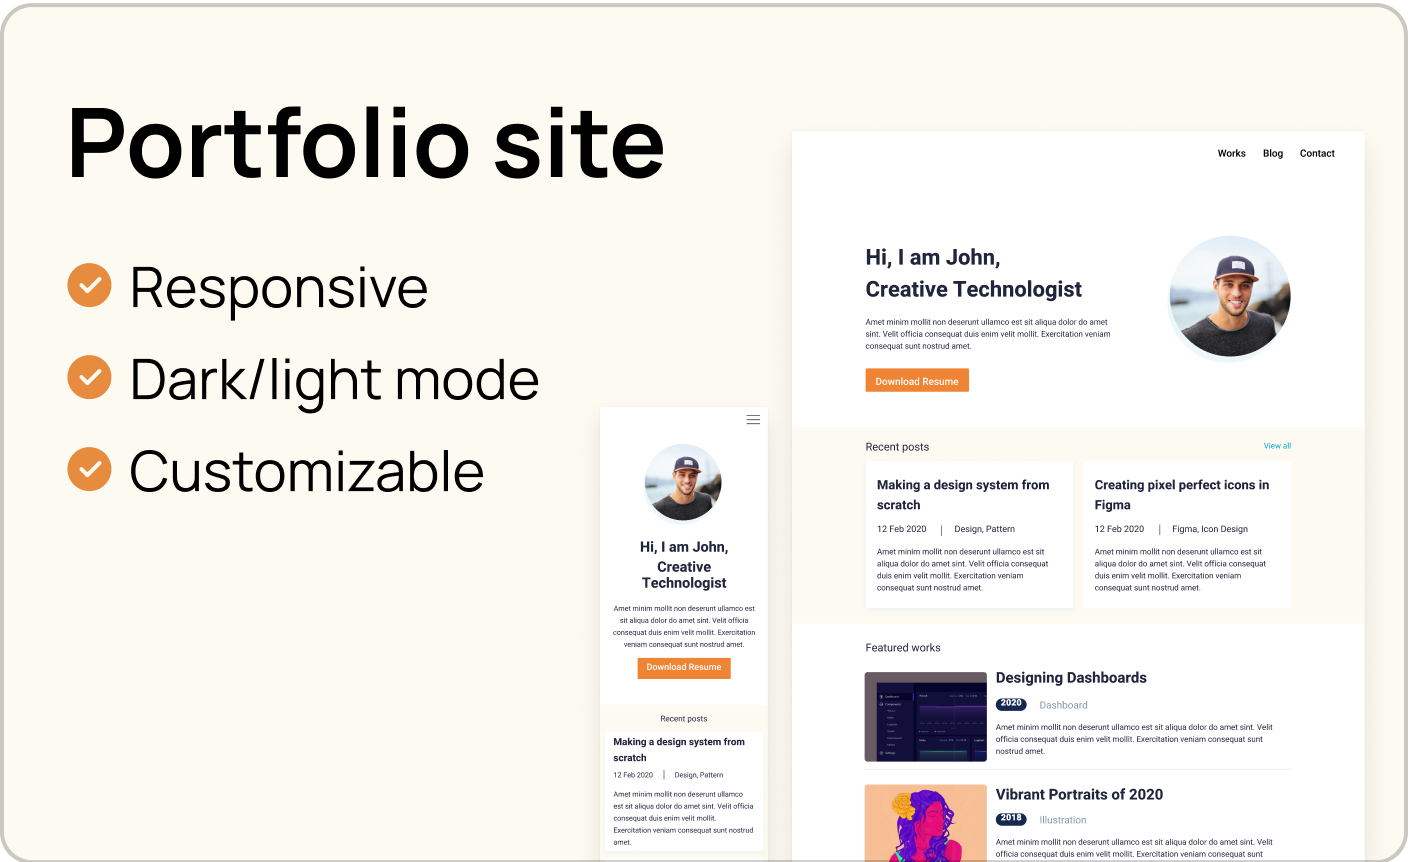 Portfolio site
Responsive
Dark/light mode
Customizable
Hi, I am John,
Creative
Technologist
Amet minim mollit non deserunt ullamco est
sit aliqua dolor do amet sint. Velit officia
consequat duis enim velit mollit. Exercitation
veniam consequat sunt nostrud amet.
Download Resume
Recent posts
Making a design system from
scratch
12 Feb 2020 | Design, Pattern
Amet minim mollit non deserunt ullamco
est sit aliqua dolor do amet sint. Velit officia
consequat duis enim velit mollit.
Exercitation veniam consequat sunt nostrud
amet.
Works Blog Contact
Hi, I am John,
Creative Technologist
Amet minim mollit non deserunt ullamco est sit aliqua dolor do amet
sint. Velit officia consequat duis enim velit mollit. Exercitation veniam
consequat sunt nostrud amet.
Download Resume
Recent posts View all
Making a design system from
scratch
12 Feb 2020 | Design, Pattern
Amet minim mollit non deserunt ullamco est sit
aliqua dolor do amet sint. Velit officia consequat
duis enim velit mollit. Exercitation veniam
consequat sunt nostrud amet.
Creating pixel perfect icons in
Figma
12 Feb 2020 | Figma, Icon Design
Amet minim mollit non deserunt ullamco est sit
aliqua dolor do amet sint. Velit officia consequat
duis enim velit mollit. Exercitation veniam
consequat sunt nostrud amet.
Featured works
Designing Dashboards
2020 Dashboard
Amet minim mollit non deserunt ullamco est sit aliqua dolor do amet sint. Velit
officia consequat duis enim velit mollit. Exercitation veniam consequat sunt
nostrud amet.
Vibrant Portraits of 2020
2018 Illustration
Amet minim mollit non deserunt ullamco est sit aliqua dolor do amet sint. Velit
officia consequat duis enim velit mollit. Exercitation veniam consequat sunt